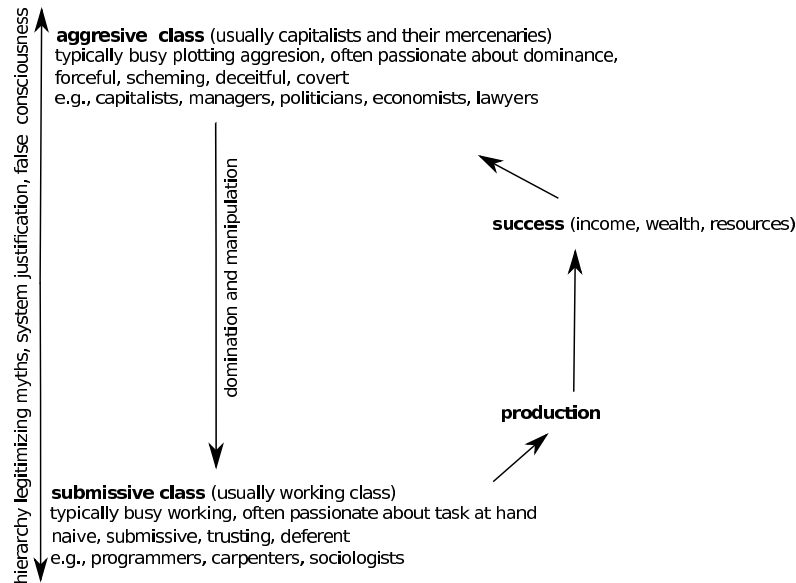 aggresive class (usually capitalists and their mercenaries)
typically busy plotting aggresion, often passionate about dominance,
forceful, scheming, deceitful, covert
e.g., capitalists, managers, politicians, economists, lawyers
hierarchy legitimizing myths, system justification, false consciousness
domination and manipulation
success (income, wealth, resources)
production
submissive class (usually working class)
typically busy working, often passionate about task at hand
naive, submissive, trusting, deferent
e.g., programmers, carpenters, sociologists